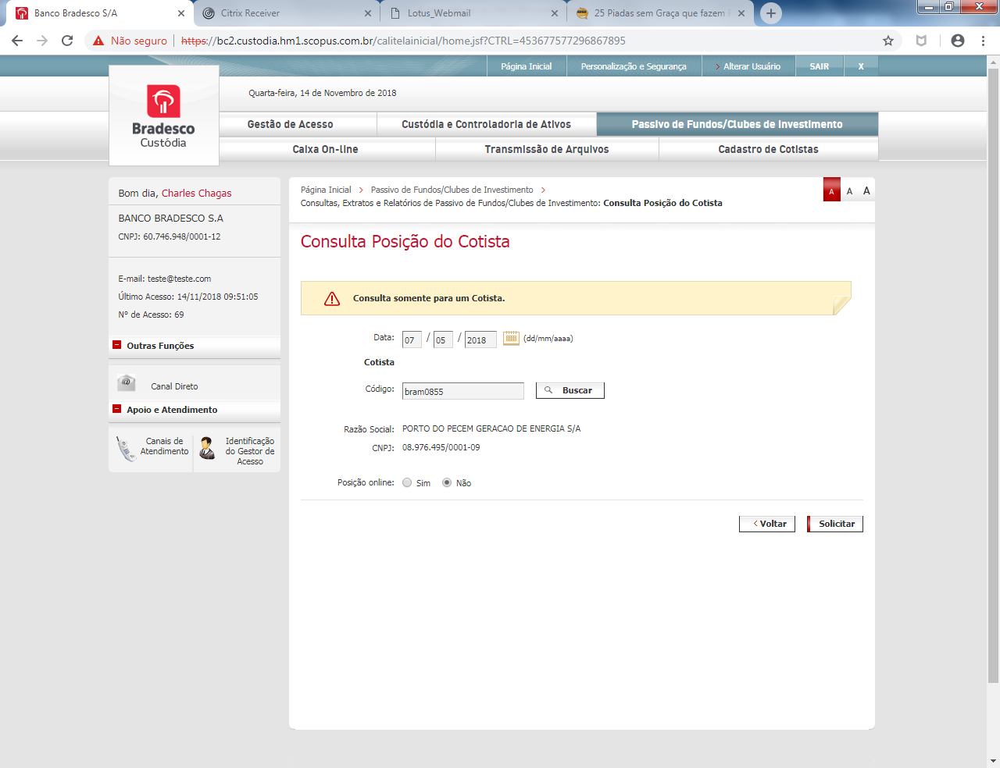 Banco Bradesco S/A
Citrix Receiver
Lotus_Webmail
25 Piadas sem Graça que fazem
Não seguro
https://bc2.custodia.hm1.scopus.com.br/calitelainicial/home.jsf?CTRL=453677577296867895
Página Inicial
Personalização e Segurança
Alterar Usuário
SAIR
X
Bradesco
Custódia
Quarta-feira, 14 de Novembro de 2018
Gestão de Acesso
Custódia e Controladoria de Ativos
Passivo de Fundos/Clubes de Investimento
Caixa On-line
Transmissão de Arquivos
Cadastro de Cotistas
Bom dia, Charles Chagas
BANCO BRADESCO S.A
CNPJ: 60.746.948/0001-12
E-mail: teste@teste.com
Último Acesso: 14/11/2018 09:51:05
N° de Acesso: 69
Outras Funções
Canal Direto
Apoio e Atendimento
Canais de
Atendimento
Identificação
do Gestor de
Acesso
Página Inicial > Passivo de Fundos/Clubes de Investimento >
Consultas, Extratos e Relatórios de Passivo de Fundos/Clubes de Investimento: Consulta Posição do Cotista
A A A
Consulta Posição do Cotista
Consulta somente para um Cotista.
Data: 07 / 05 / 2018 (dd/mm/aaaa)
Cotista
Código: bram0855 Buscar
Razão Social: PORTO DO PECEM GERACAO DE ENERGIA S/A
CNPJ: 08.976.495/0001-09
Posição online: Sim Não
< Voltar
Solicitar